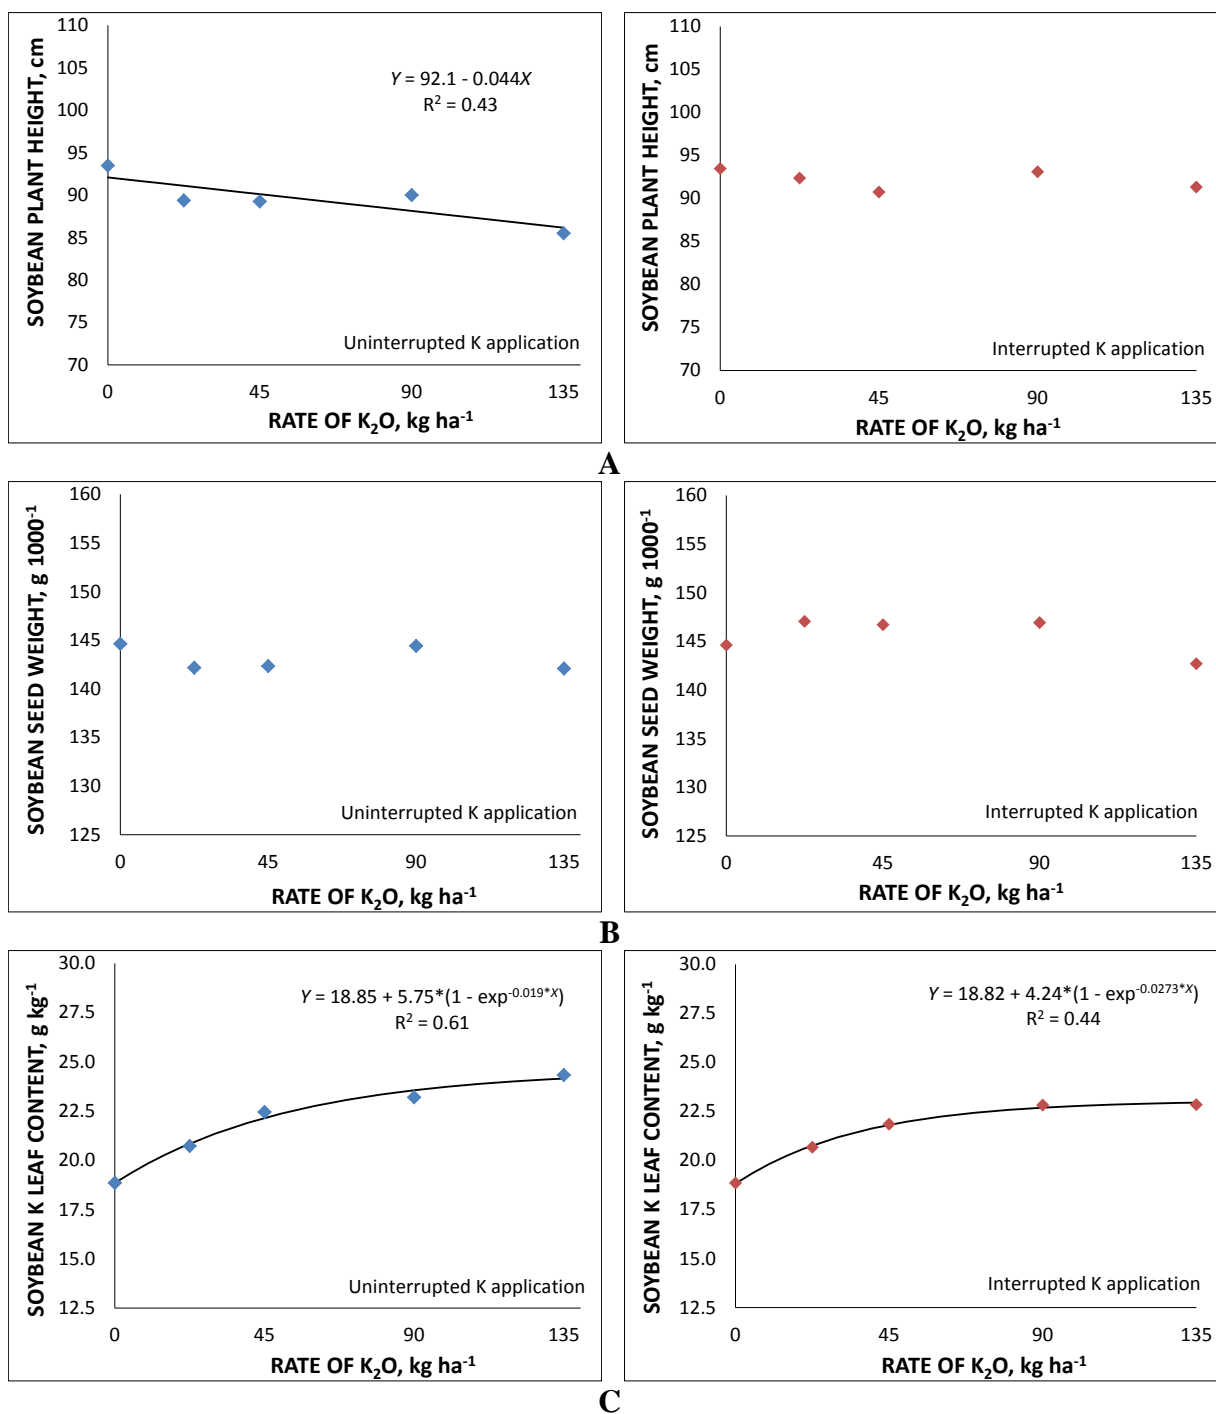 SOYBEAN PLANT HEIGHT, cm
110
105
100
95
90
85
80
75
70
Y = 92.1 - 0.044X
R² = 0.43
Uninterrupted K application
0 45 90 135
RATE OF K₂O, kg ha⁻¹
SOYBEAN PLANT HEIGHT, cm
110
105
100
95
90
85
80
75
70
Interrupted K application
0 45 90 135
RATE OF K₂O, kg ha⁻¹
A
SOYBEAN SEED WEIGHT, g 1000⁻¹
160
155
150
145
140
135
130
125
Uninterrupted K application
0 45 90 135
RATE OF K₂O, kg ha⁻¹
SOYBEAN SEED WEIGHT, g 1000⁻¹
160
155
150
145
140
135
130
125
Interrupted K application
0 45 90 135
RATE OF K₂O, kg ha⁻¹
B
SOYBEAN K LEAF CONTENT, g kg⁻¹
30.0
27.5
25.0
22.5
20.0
17.5
15.0
12.5
Y = 18.85 + 5.75*(1 - exp^-0.019*X)
R² = 0.61
Uninterrupted K application
0 45 90 135
RATE OF K₂O, kg ha⁻¹
SOYBEAN K LEAF CONTENT, g kg⁻¹
30.0
27.5
25.0
22.5
20.0
17.5
15.0
12.5
Y = 18.82 + 4.24*(1 - exp^-0.0273*X)
R² = 0.44
Interrupted K application
0 45 90 135
RATE OF K₂O, kg ha⁻¹
C